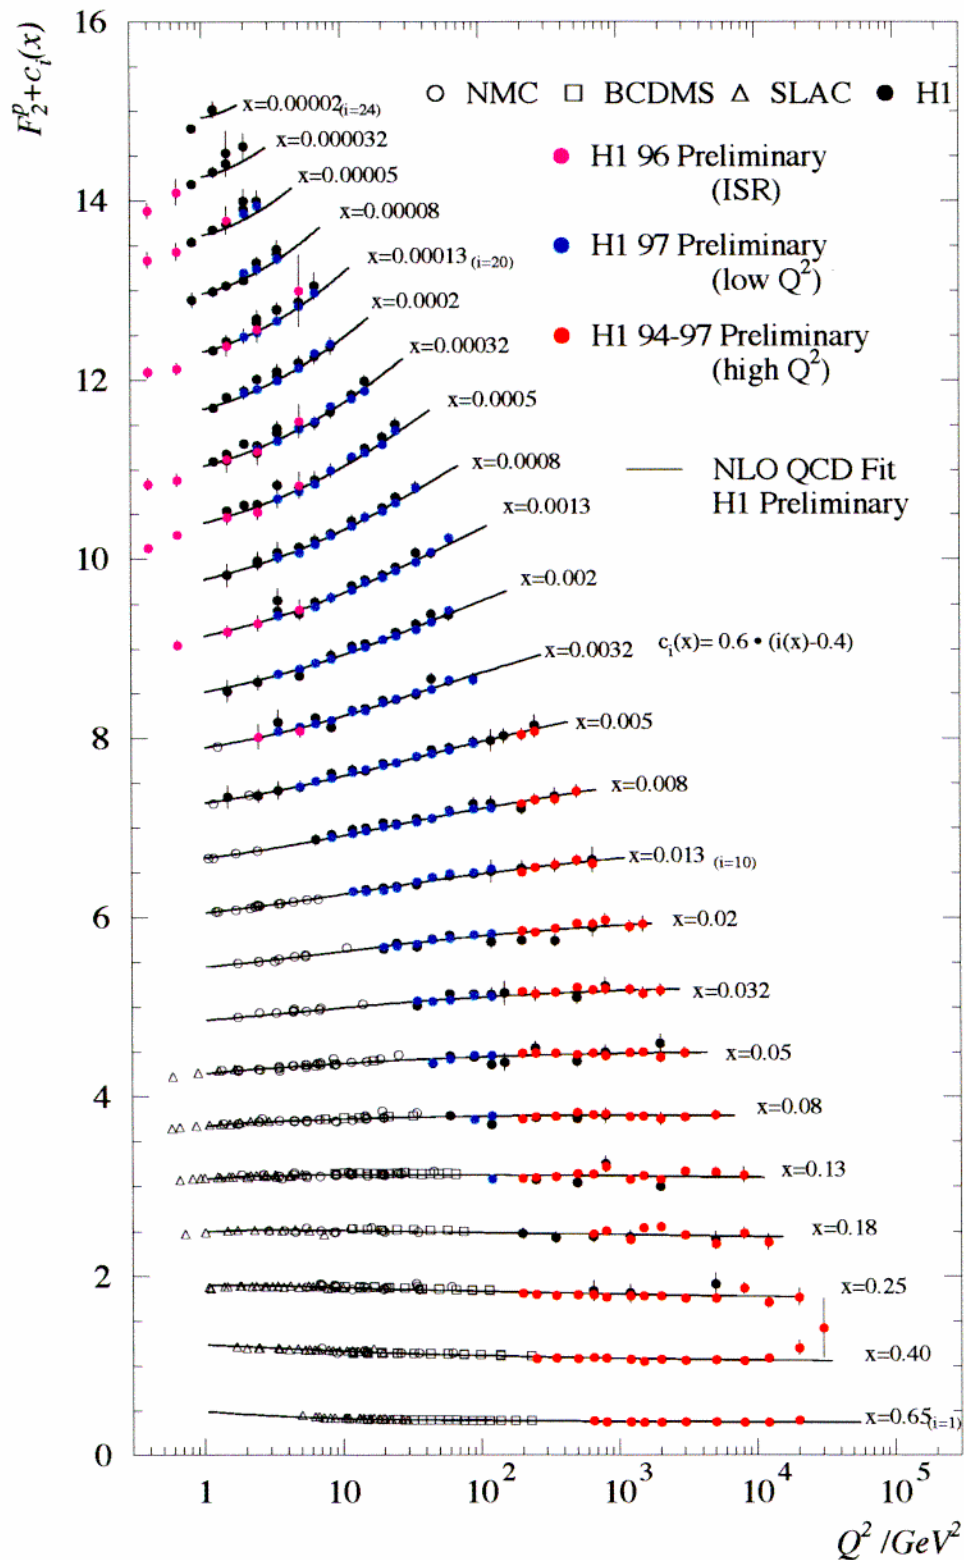 F₂ᵖ+cᵢ(x)
16
14
12
10
8
6
4
2
0
○ NMC □ BCDMS △ SLAC ● H1
H1 96 Preliminary
(ISR)
H1 97 Preliminary
(low Q²)
H1 94-97 Preliminary
(high Q²)
NLO QCD Fit
H1 Preliminary
cᵢ(x)= 0.6 • (i(x)-0.4)
x=0.00002(i=24)
x=0.000032
x=0.00005
x=0.00008
x=0.00013 (i=20)
x=0.0002
x=0.00032
x=0.0005
x=0.0008
x=0.0013
x=0.002
x=0.0032
x=0.005
x=0.008
x=0.013 (i=10)
x=0.02
x=0.032
x=0.05
x=0.08
x=0.13
x=0.18
x=0.25
x=0.40
x=0.65(i=1)
1 10 10² 10³ 10⁴ 10⁵
Q² /GeV²